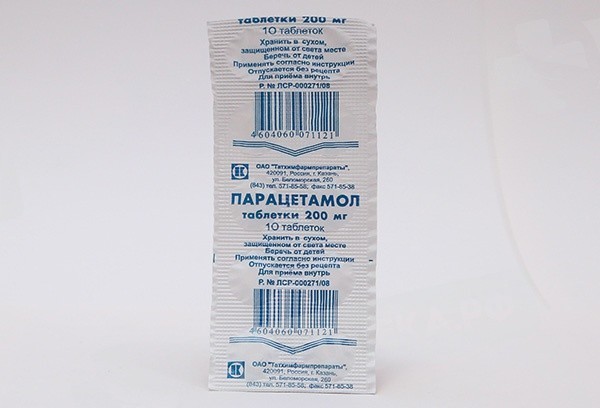 таблетки 200 мг
10 таблеток
Хранить в сухом,
защищенном от света месте
Беречь от детей
Применять согласно инструкции
Отпускается без рецепта
Для приёма внутрь
Р. № ЛСР-000271/08
4604060071121
ОАО "Татхимфармпрепараты",
420091, Россия, г. Казань,
ул. Беломорская, 260
(843) тел. 571-85-58, факс 571-85-38
ПАРАЦЕТАМОЛ
таблетки 200 мг
10 таблеток
Хранить в сухом,
защищенном от света месте
Беречь от детей
Применять согласно инструкции
Отпускается без рецепта
Для приёма внутрь
Р. № ЛСР-000271/08
4604060071121
ОАО "Татхимфармпрепараты",
420091, Россия, г. Казань,
ул. Беломорская, 260
(843) тел. 571-85-58, факс 571-85-38